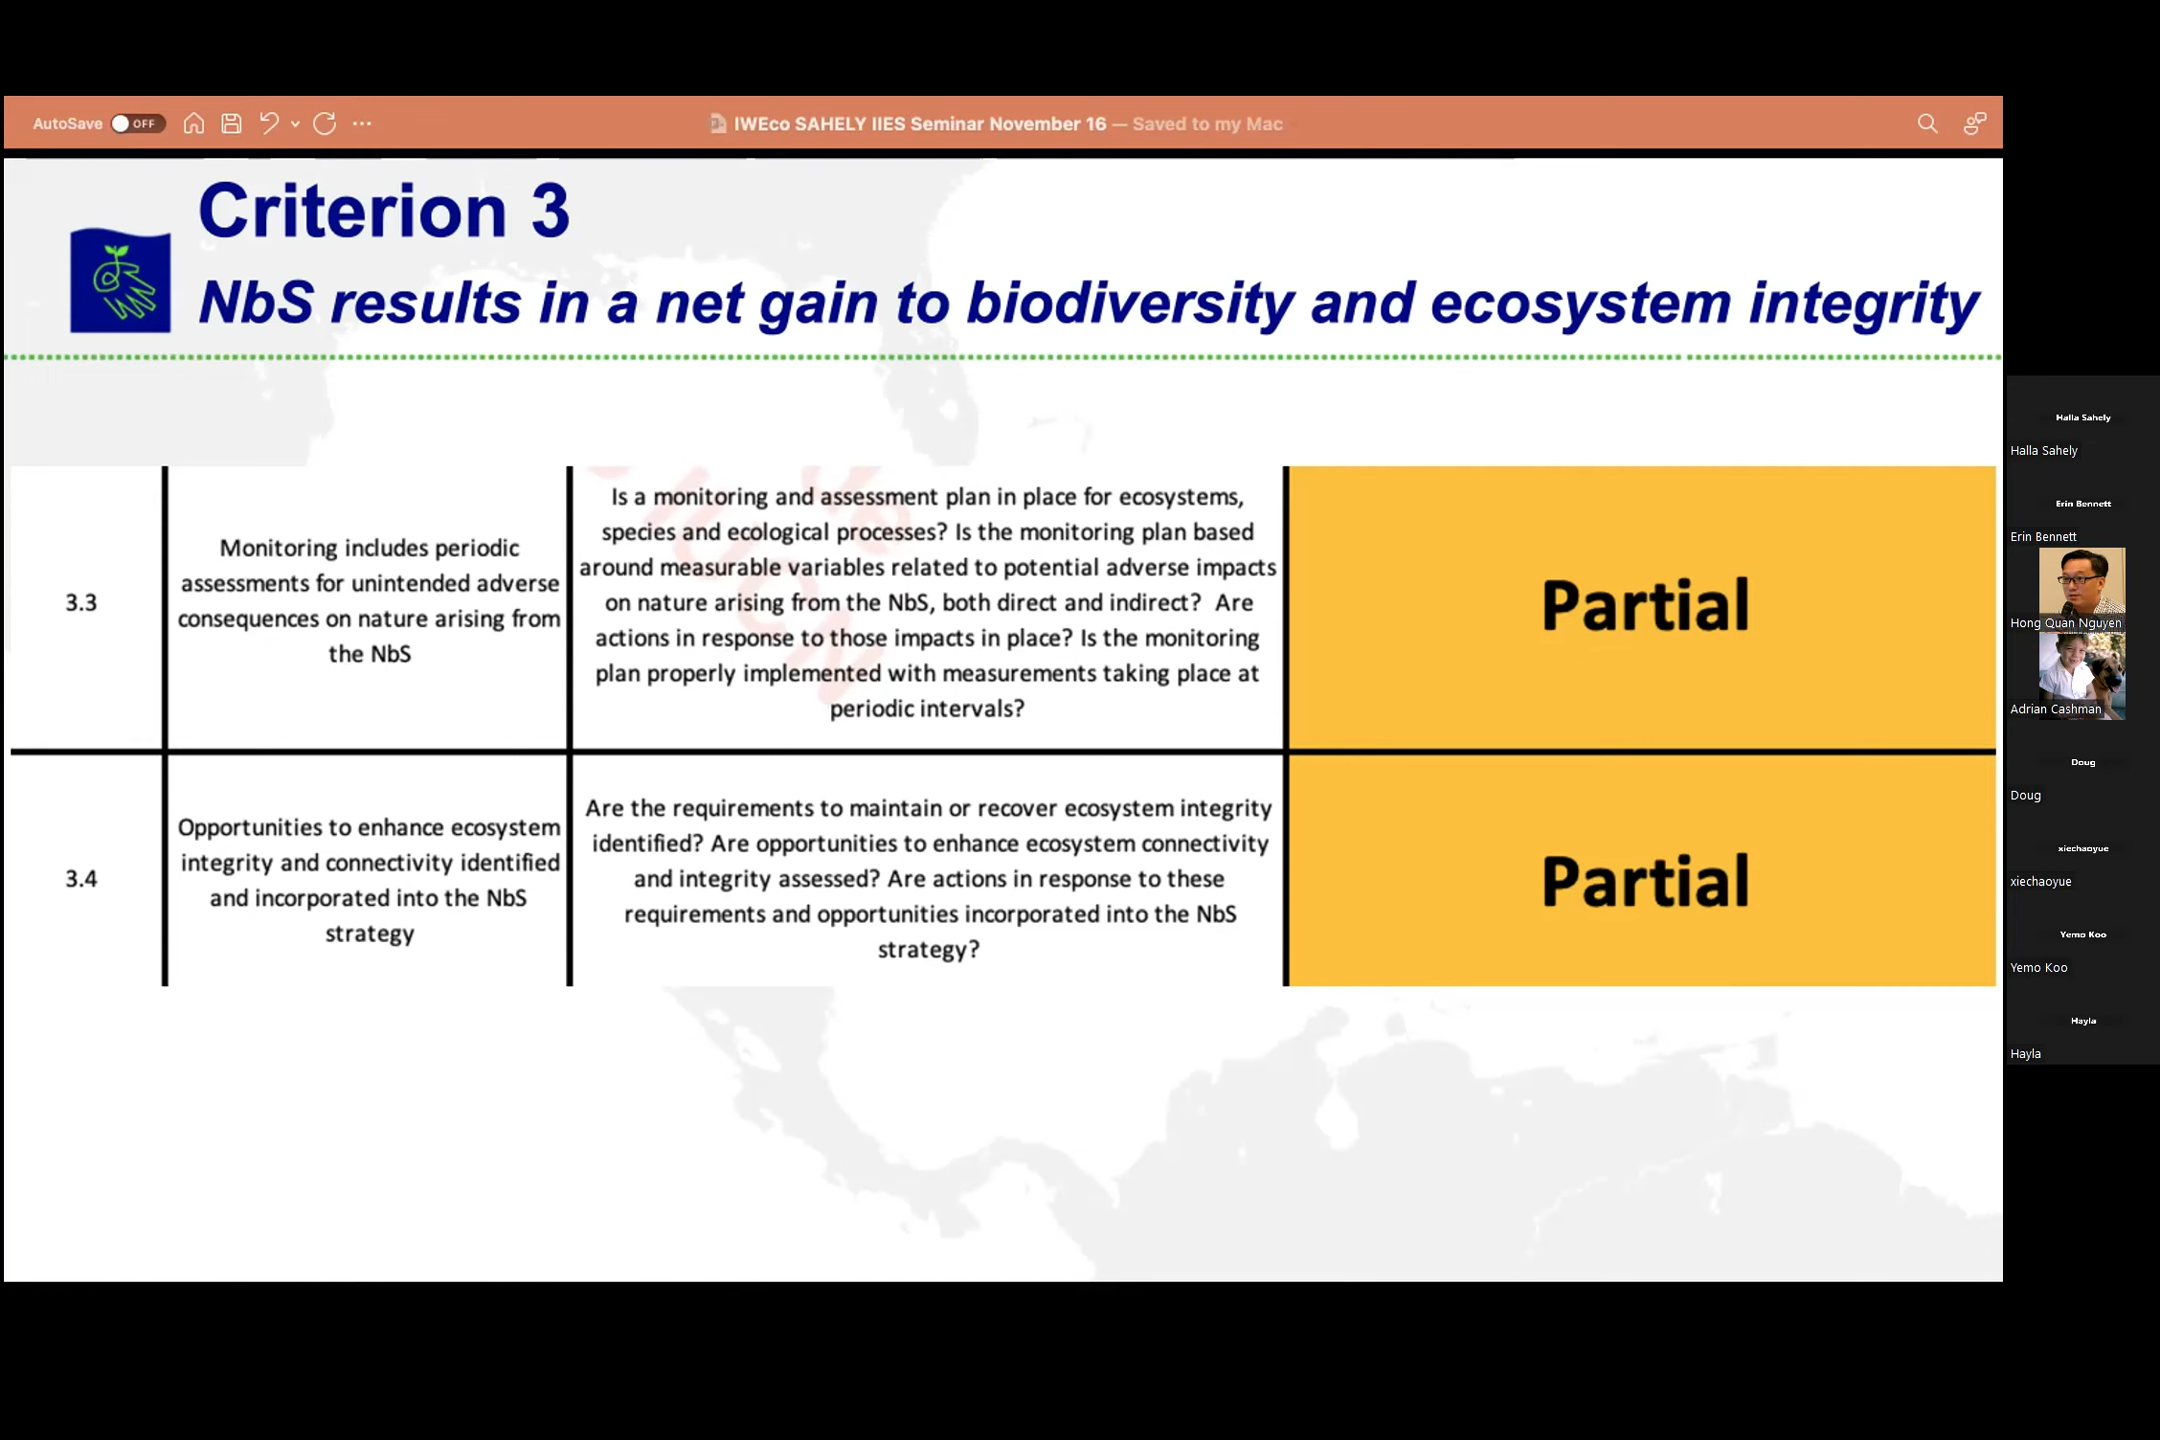 AutoSave OFF
IWEco SAHELY IIES Seminar November 16 — Saved to my Mac
Criterion 3
NbS results in a net gain to biodiversity and ecosystem integrity
3.3
Monitoring includes periodic
assessments for unintended adverse
consequences on nature arising from
the NbS
Is a monitoring and assessment plan in place for ecosystems,
species and ecological processes? Is the monitoring plan based
around measurable variables related to potential adverse impacts
on nature arising from the NbS, both direct and indirect? Are
actions in response to those impacts in place? Is the monitoring
plan properly implemented with measurements taking place at
periodic intervals?
Partial
IUCN
3.4
Opportunities to enhance ecosystem
integrity and connectivity identified
and incorporated into the NbS
strategy
Are the requirements to maintain or recover ecosystem integrity
identified? Are opportunities to enhance ecosystem connectivity
and integrity assessed? Are actions in response to these
requirements and opportunities incorporated into the NbS
strategy?
Partial
Halla Sahely
Halla Sahely
Erin Bennett
Erin Bennett
Hong Quan Nguyen
Adrian Cashman
Doug
Doug
xiechaoyue
xiechaoyue
Yemo Koo
Yemo Koo
Hayla
Hayla